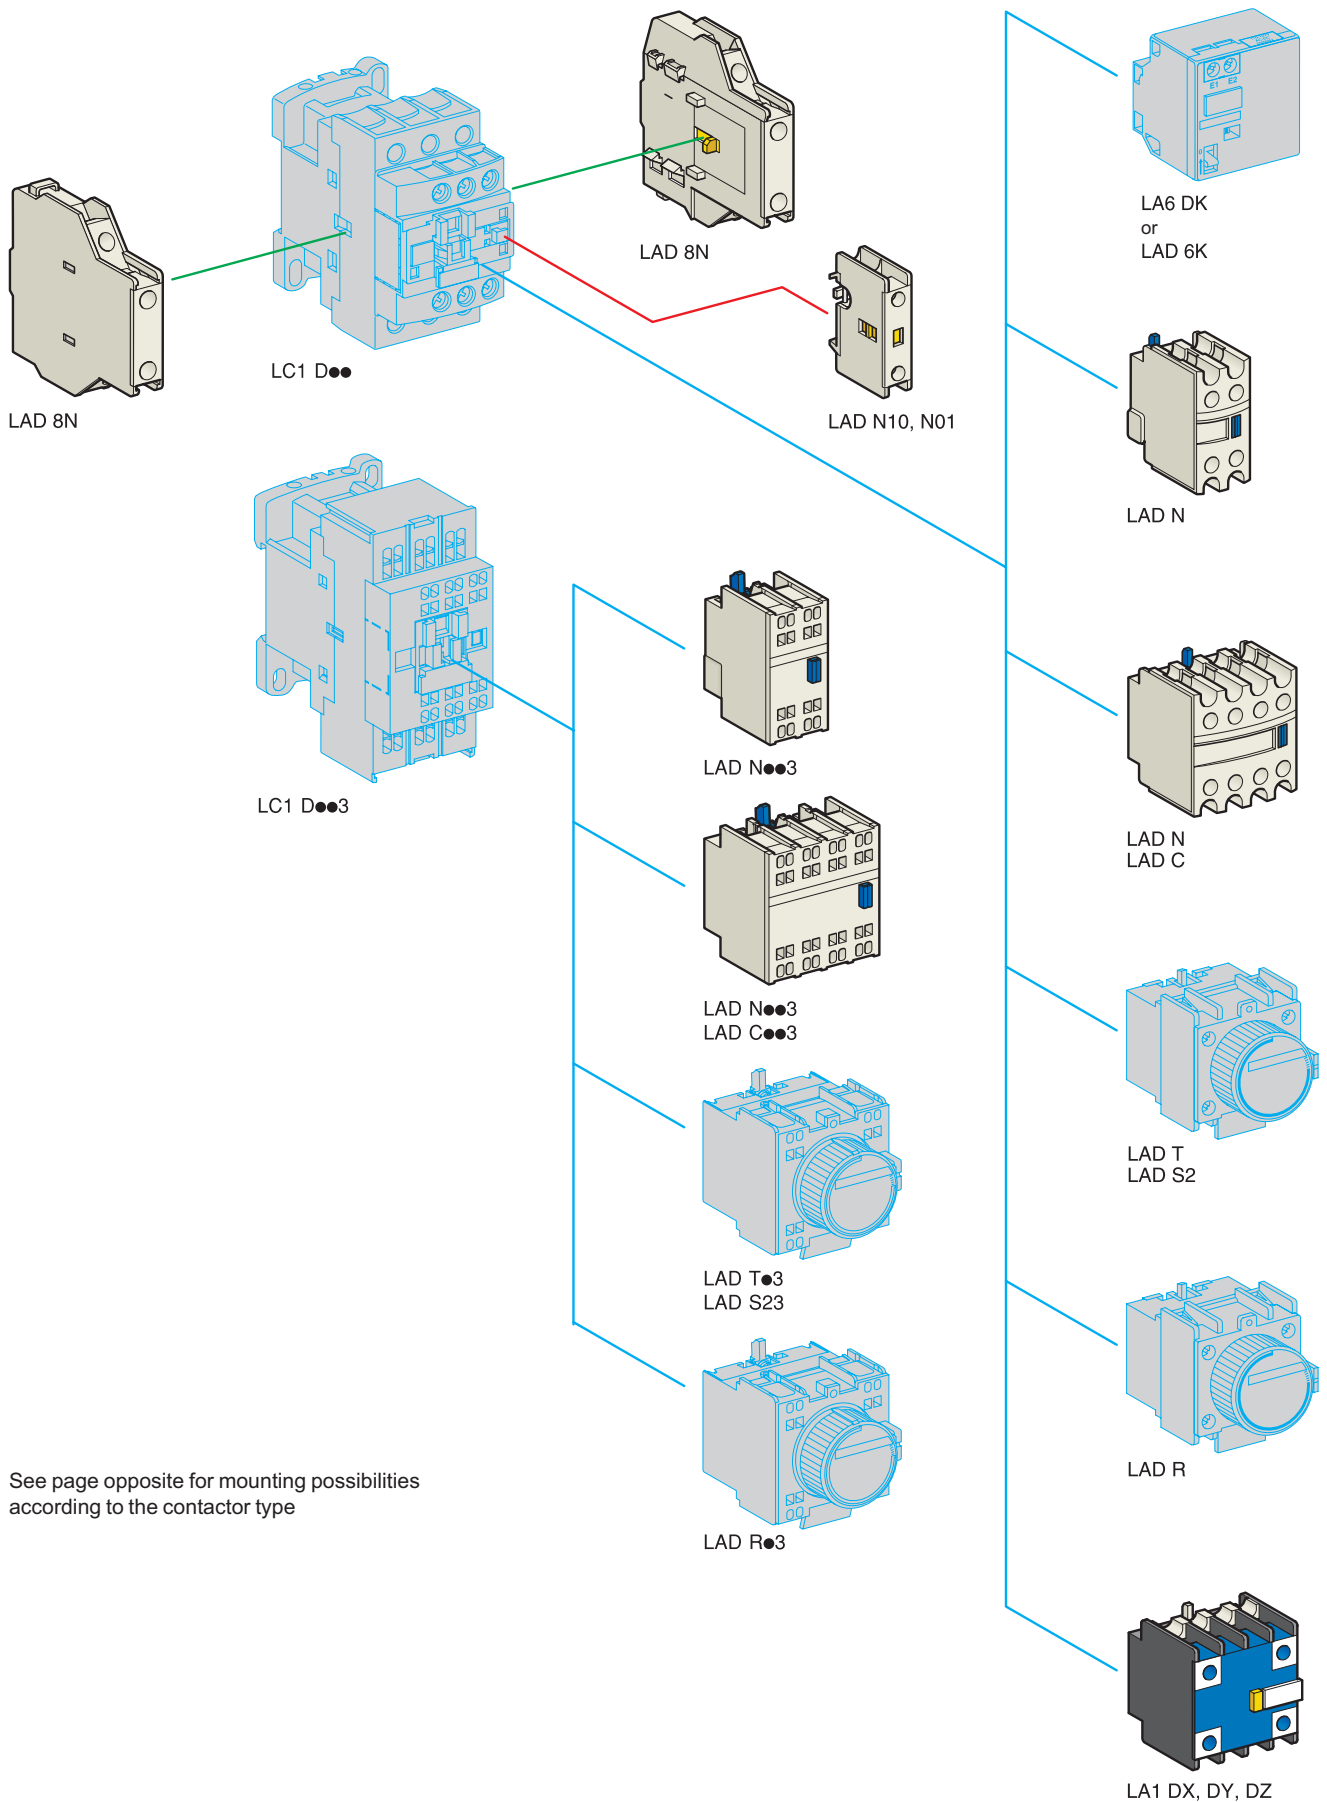 E1 E2
LA6 DK
or
LAD 6K
LAD 8N
LC1 D●●
LAD 8N
LAD N10, N01
LAD N
LC1 D●●3
LAD N●●3
LAD N
LAD C
LAD N●●3
LAD C●●3
LAD T
LAD S2
LAD T●3
LAD S23
LAD R
See page opposite for mounting possibilities
according to the contactor type
LAD R●3
LA1 DX, DY, DZ